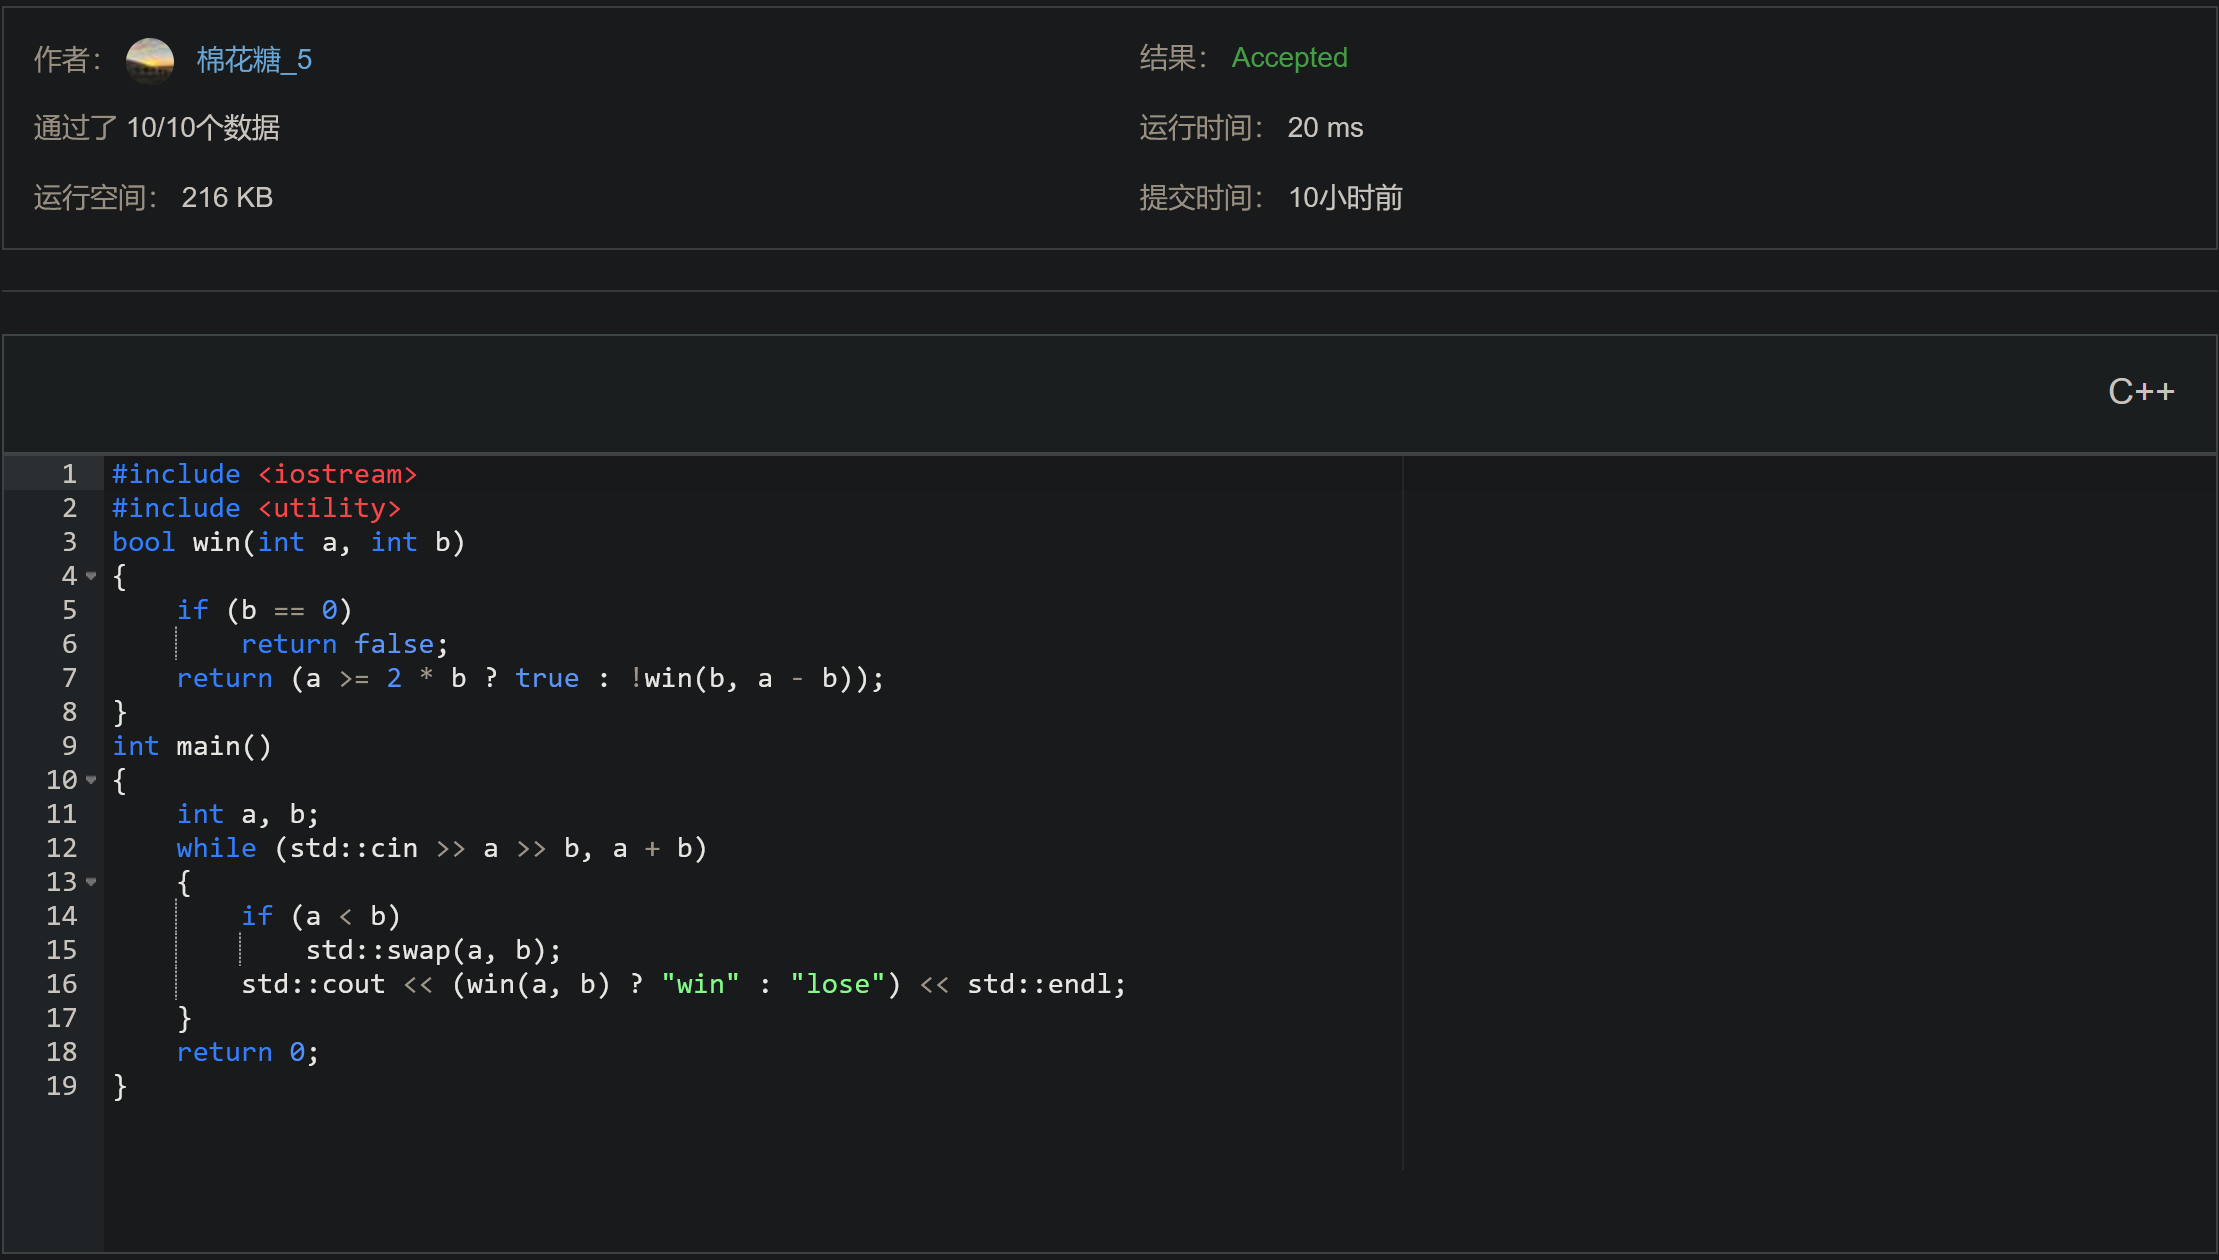 作者： 棉花糖_5
结果： Accepted
通过了 10/10个数据
运行时间： 20 ms
运行空间： 216 KB
提交时间： 10小时前
C++
1 #include <iostream>
2 #include <utility>
3 bool win(int a, int b)
4 {
5     if (b == 0)
6         return false;
7     return (a >= 2 * b ? true : !win(b, a - b));
8 }
9 int main()
10 {
11     int a, b;
12     while (std::cin >> a >> b, a + b)
13     {
14         if (a < b)
15             std::swap(a, b);
16         std::cout << (win(a, b) ? "win" : "lose") << std::endl;
17     }
18     return 0;
19 }